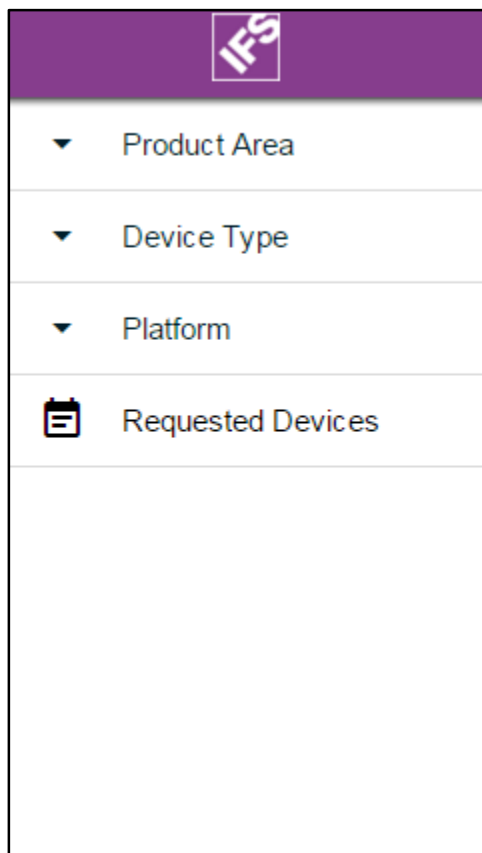 IFS
Product Area
Device Type
Platform
Requested Devices